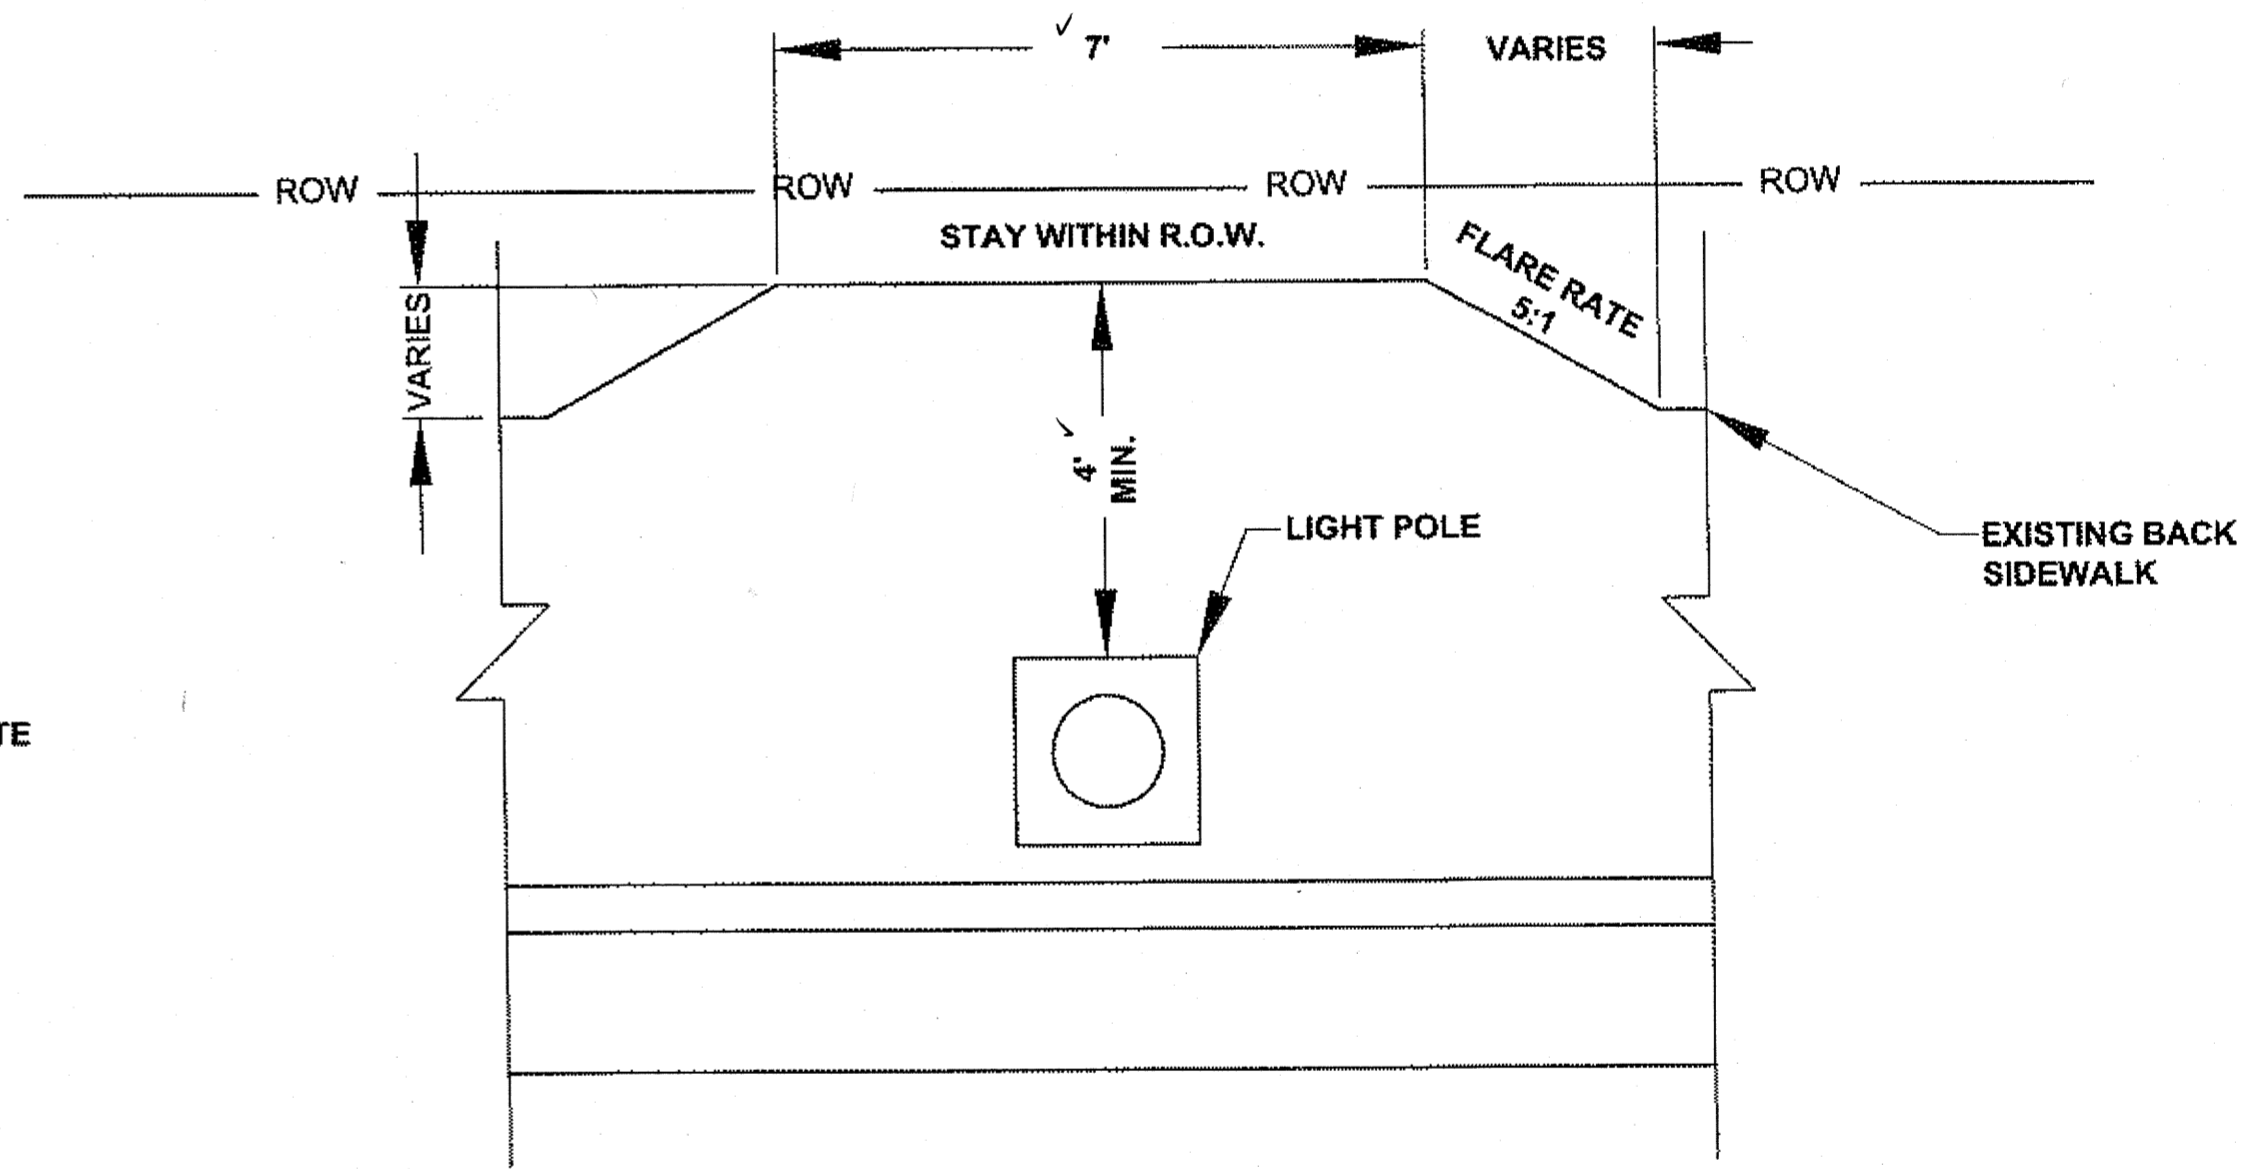 7'
VARIES
ROW
ROW
ROW
ROW
STAY WITHIN R.O.W.
FLARE RATE
5:1
VARIES
4'
MIN.
LIGHT POLE
EXISTING BACK
SIDEWALK
TE